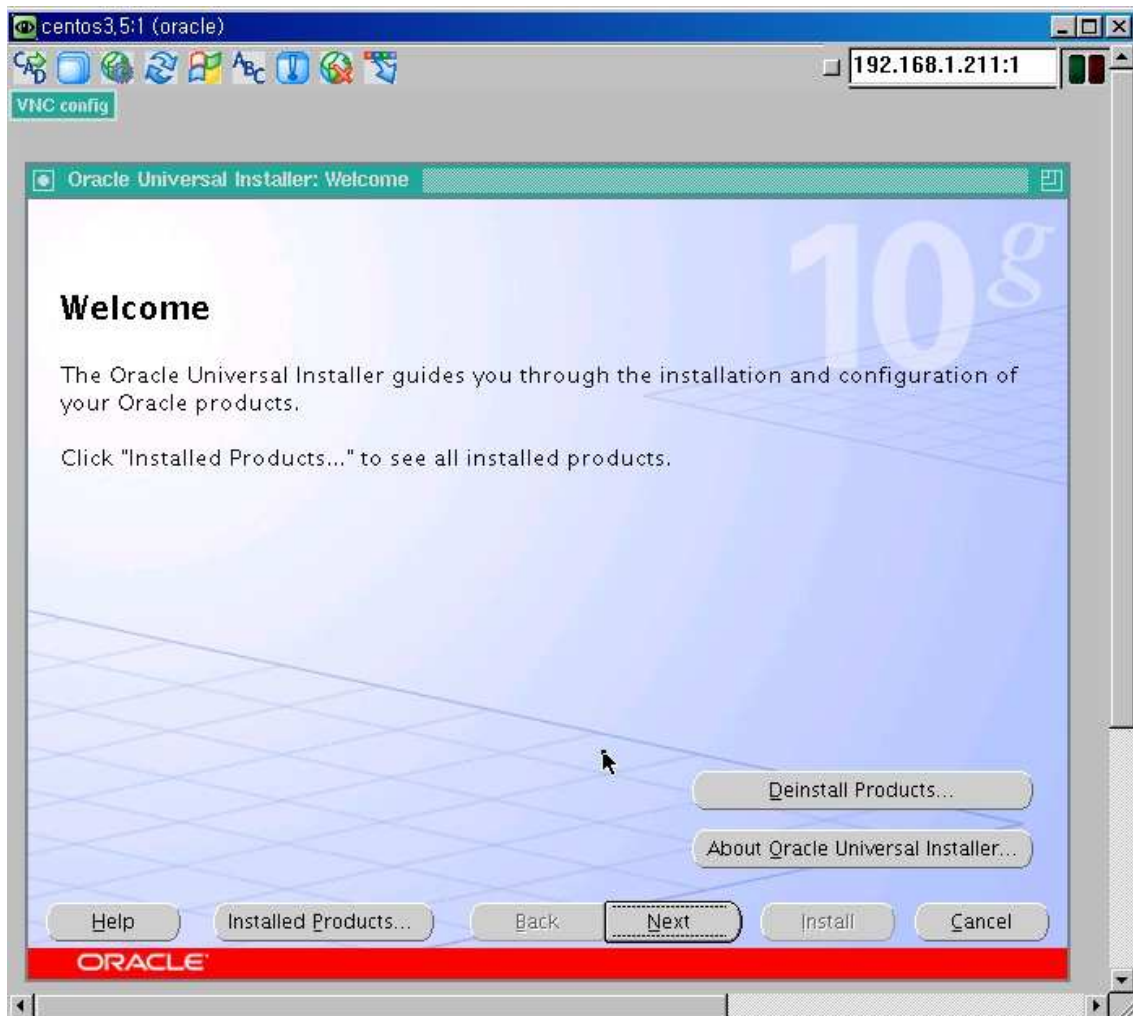 centos3,5:1 (oracle)
192.168.1.211:1
VNC config
Oracle Universal Installer: Welcome
10g
Welcome
The Oracle Universal Installer guides you through the installation and configuration of
your Oracle products.
Click "Installed Products..." to see all installed products.
Deinstall Products...
About Oracle Universal Installer...
Help Installed Products... Back Next Install Cancel
ORACLE